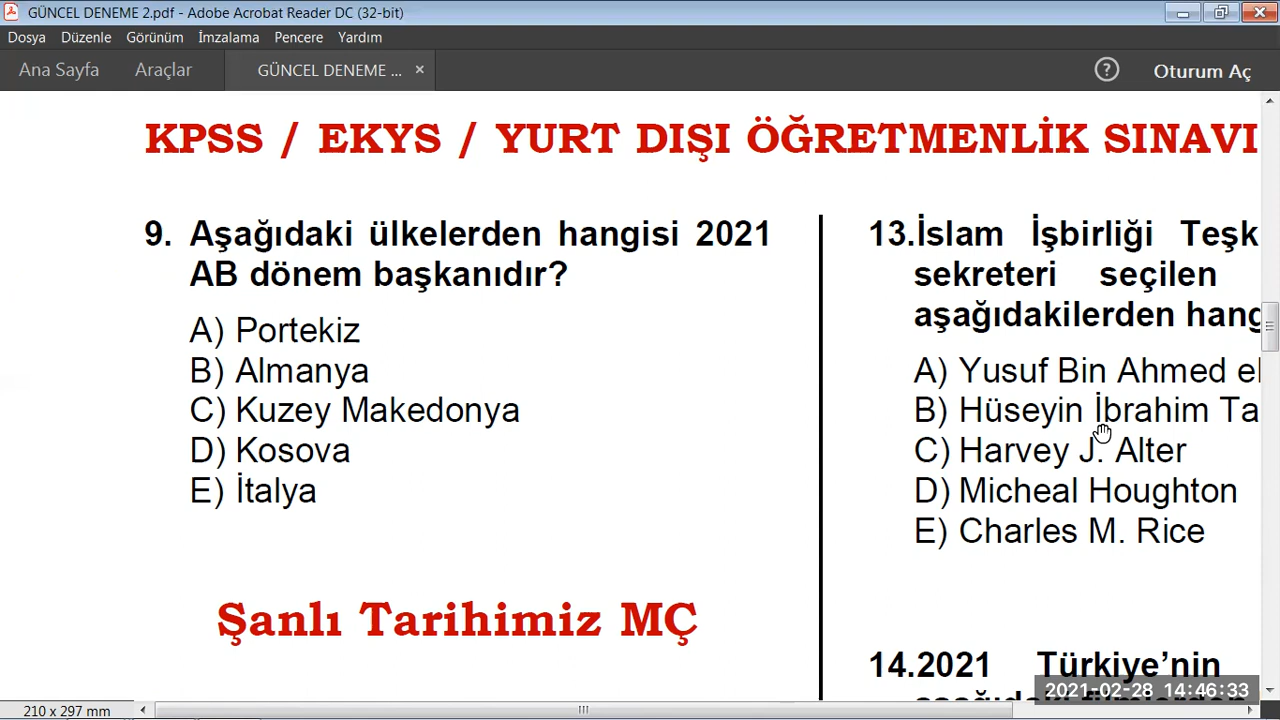 GÜNCEL DENEME 2.pdf - Adobe Acrobat Reader DC (32-bit)
Dosya Düzenle Görünüm İmzalama Pencere Yardım
Ana Sayfa Araçlar GÜNCEL DENEME ... × ? Oturum Aç
KPSS / EKYS / YURT DIŞI ÖĞRETMENLİK SINAVI
9. Aşağıdaki ülkelerden hangisi 2021
AB dönem başkanıdır?
A) Portekiz
B) Almanya
C) Kuzey Makedonya
D) Kosova
E) İtalya
Şanlı Tarihimiz MÇ
13.İslam İşbirliği Teşk
sekreteri seçilen
aşağıdakilerden hang
A) Yusuf Bin Ahmed el
B) Hüseyin İbrahim Ta
C) Harvey J. Alter
D) Micheal Houghton
E) Charles M. Rice
14.2021 Türkiye'nin
2021-02-28 14:46:33
210 x 297 mm